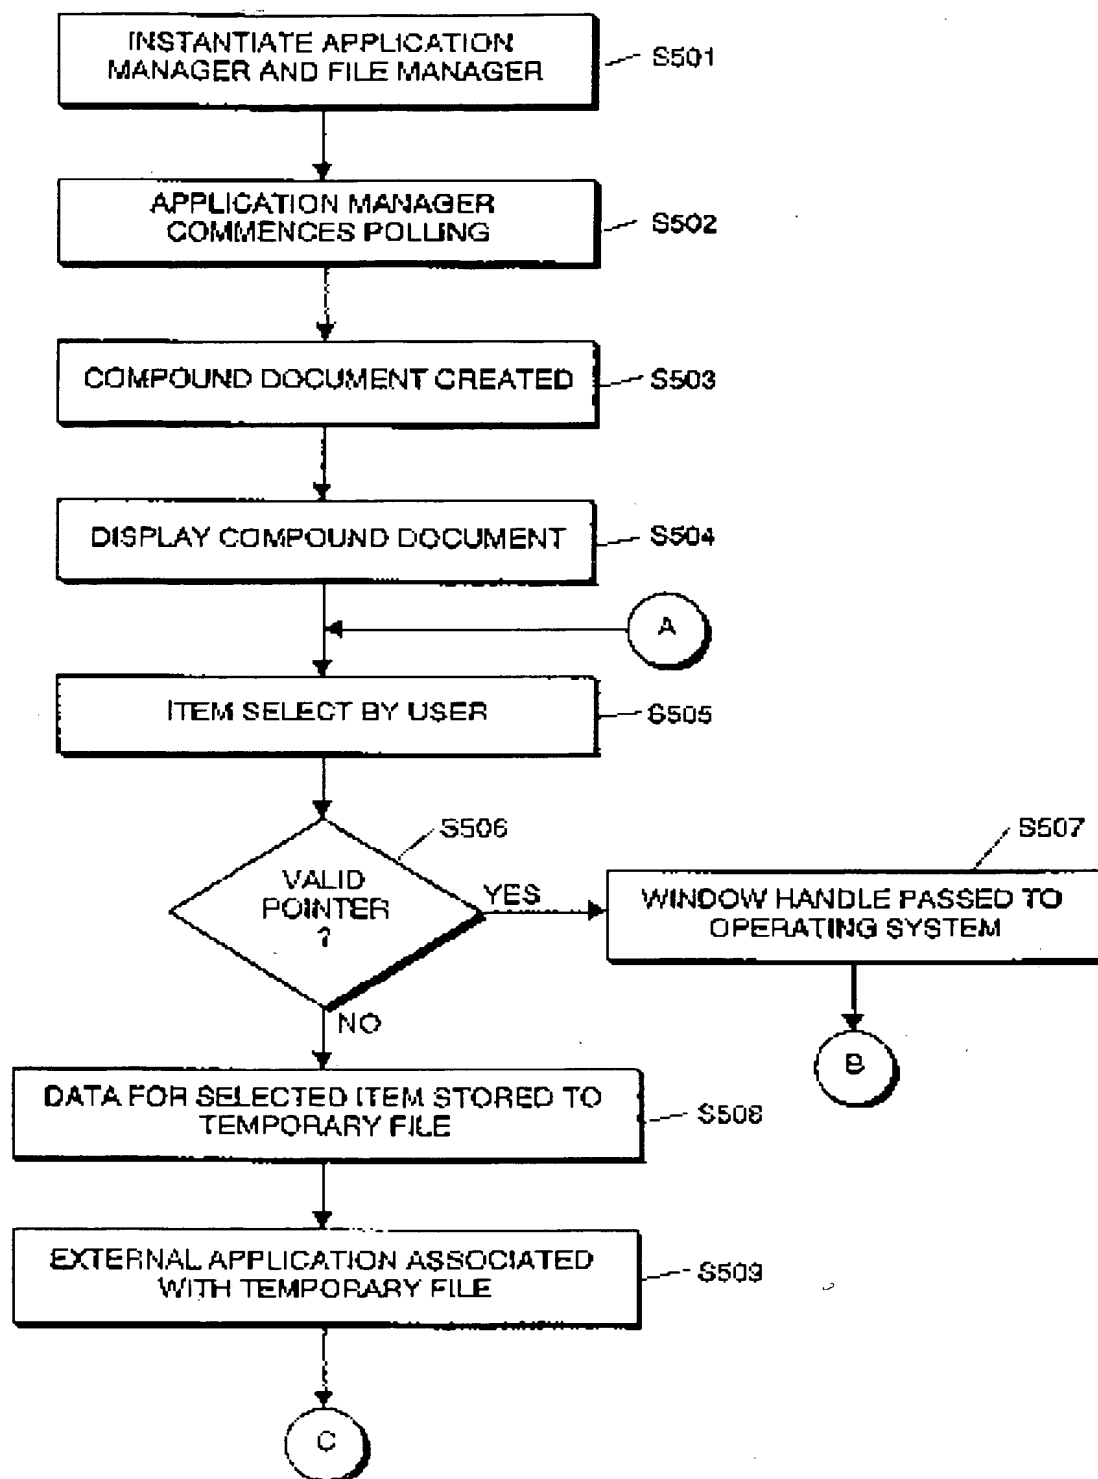 INSTANTIATE APPLICATION
MANAGER AND FILE MANAGER
S501
APPLICATION MANAGER
COMMENCES POLLING
S502
COMPOUND DOCUMENT CREATED
S503
DISPLAY COMPOUND DOCUMENT
S504
A
ITEM SELECT BY USER
S505
S506
VALID
POINTER
?
YES
S507
WINDOW HANDLE PASSED TO
OPERATING SYSTEM
NO
B
DATA FOR SELECTED ITEM STORED TO
TEMPORARY FILE
S508
EXTERNAL APPLICATION ASSOCIATED
WITH TEMPORARY FILE
S509
C